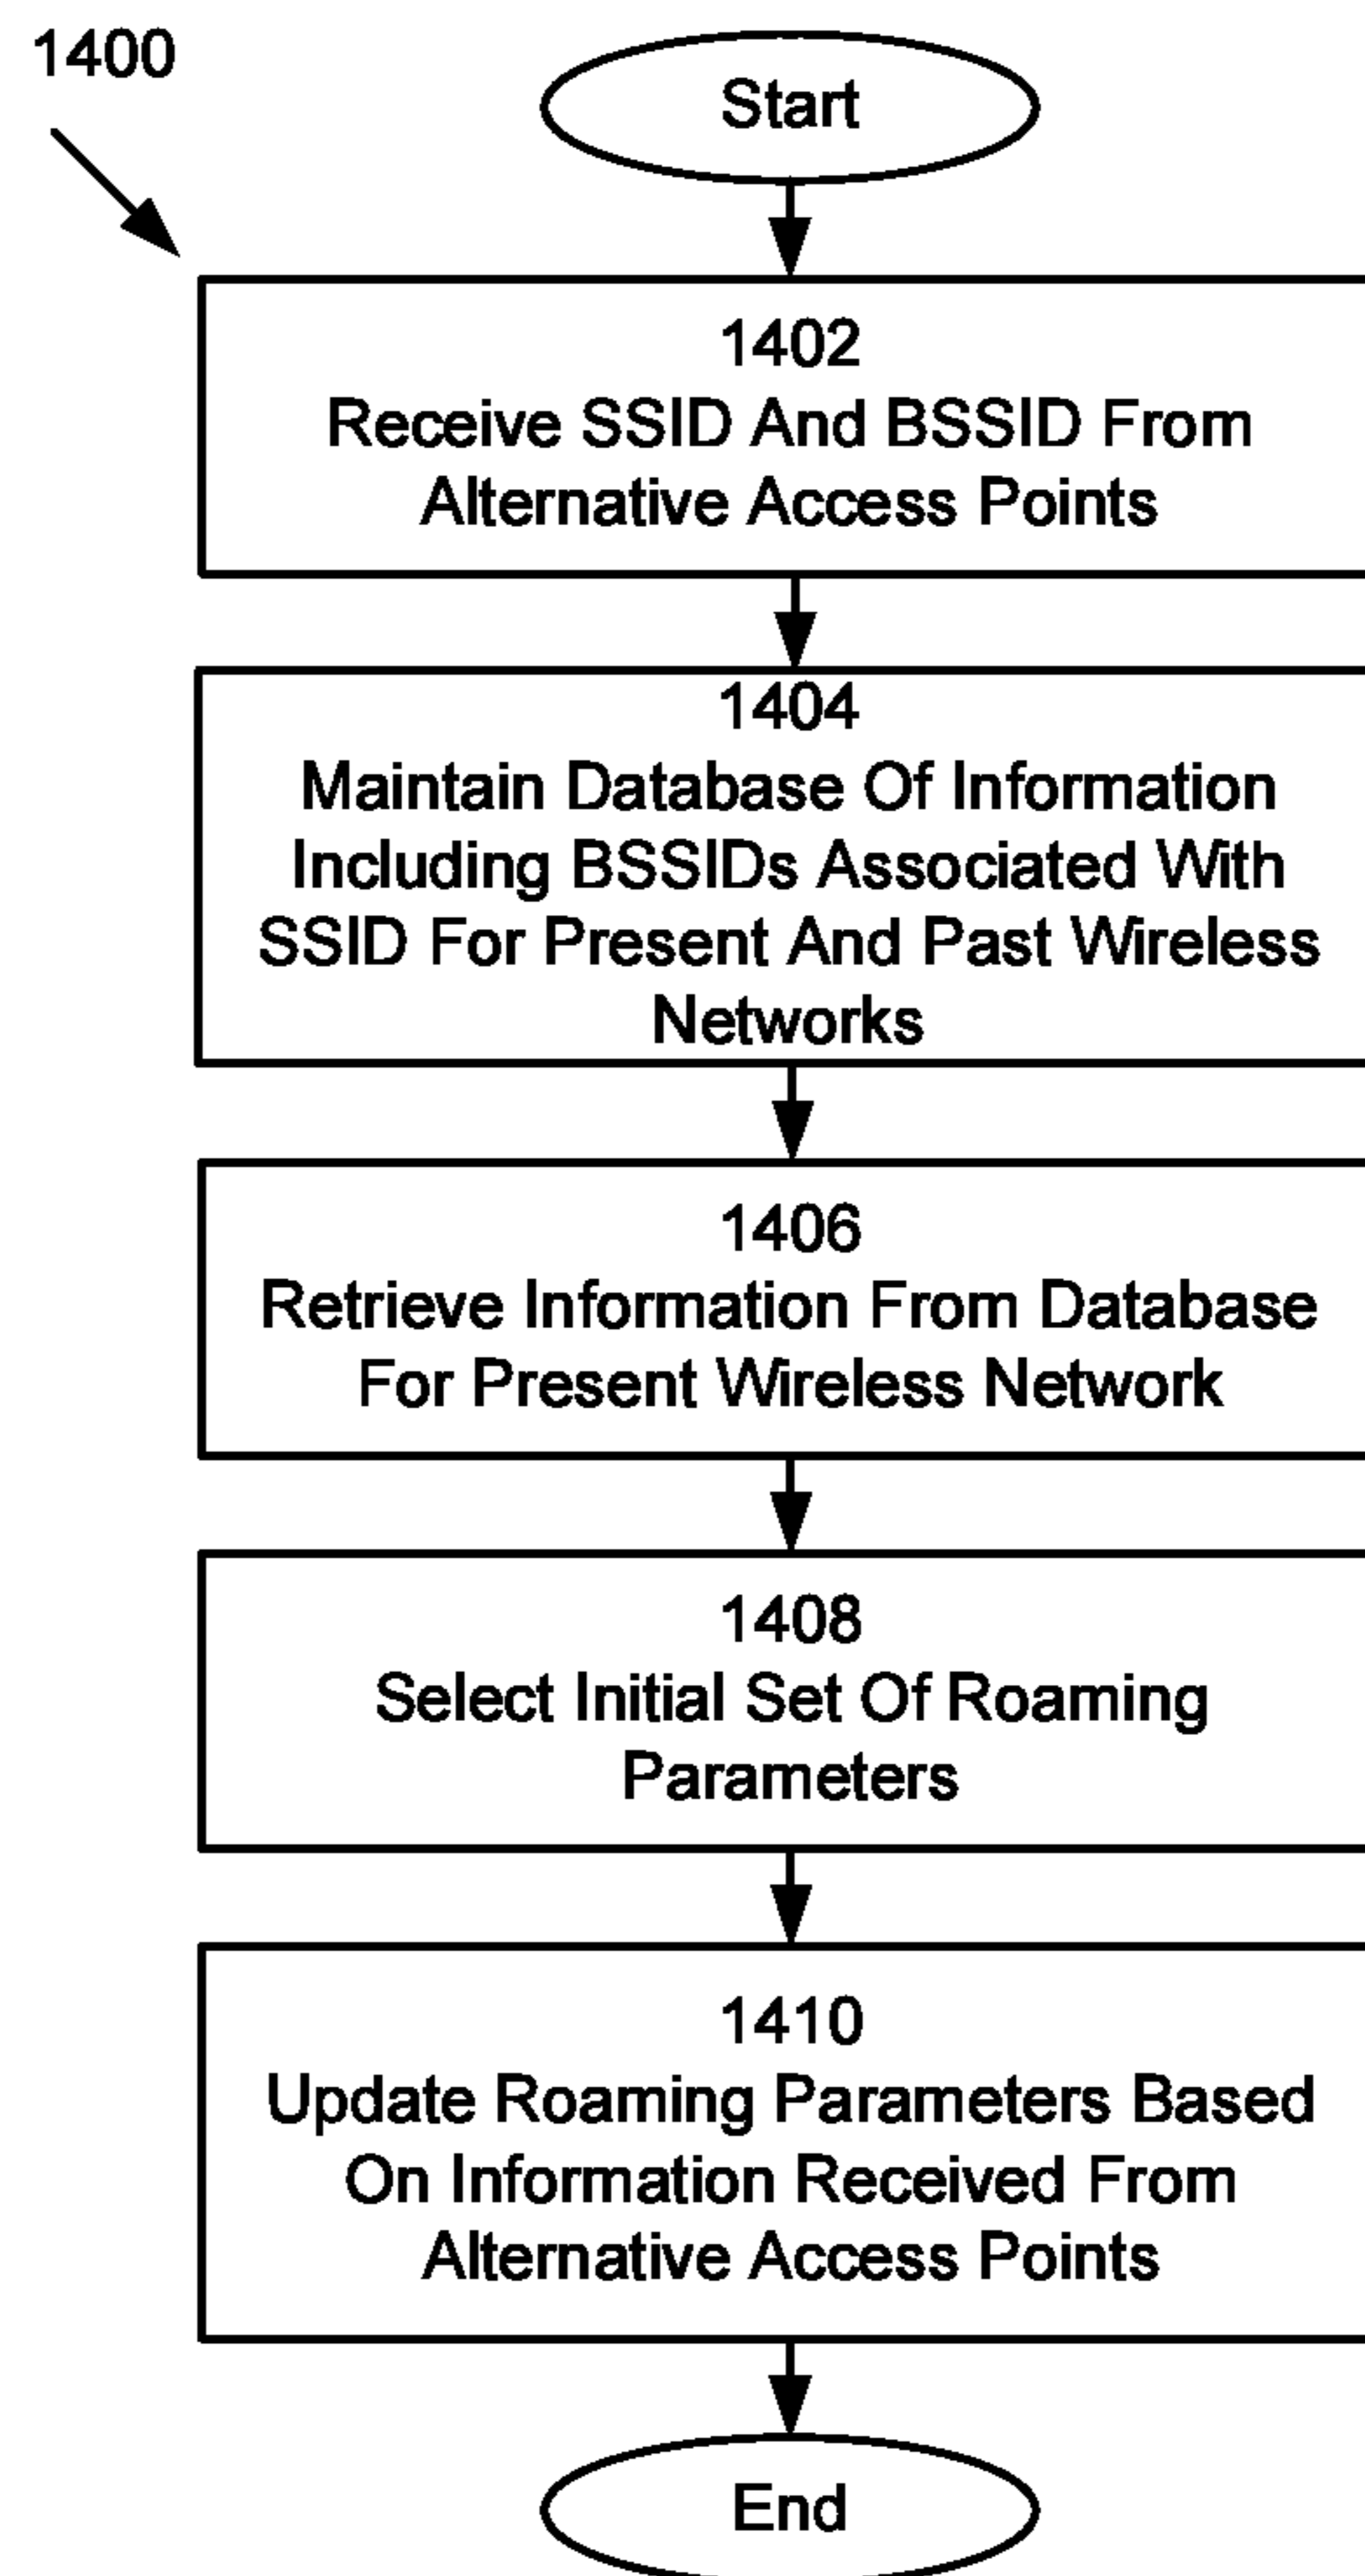 1400
Start
1402
Receive SSID And BSSID From
Alternative Access Points
1404
Maintain Database Of Information
Including BSSIDs Associated With
SSID For Present And Past Wireless
Networks
1406
Retrieve Information From Database
For Present Wireless Network
1408
Select Initial Set Of Roaming
Parameters
1410
Update Roaming Parameters Based
On Information Received From
Alternative Access Points
End